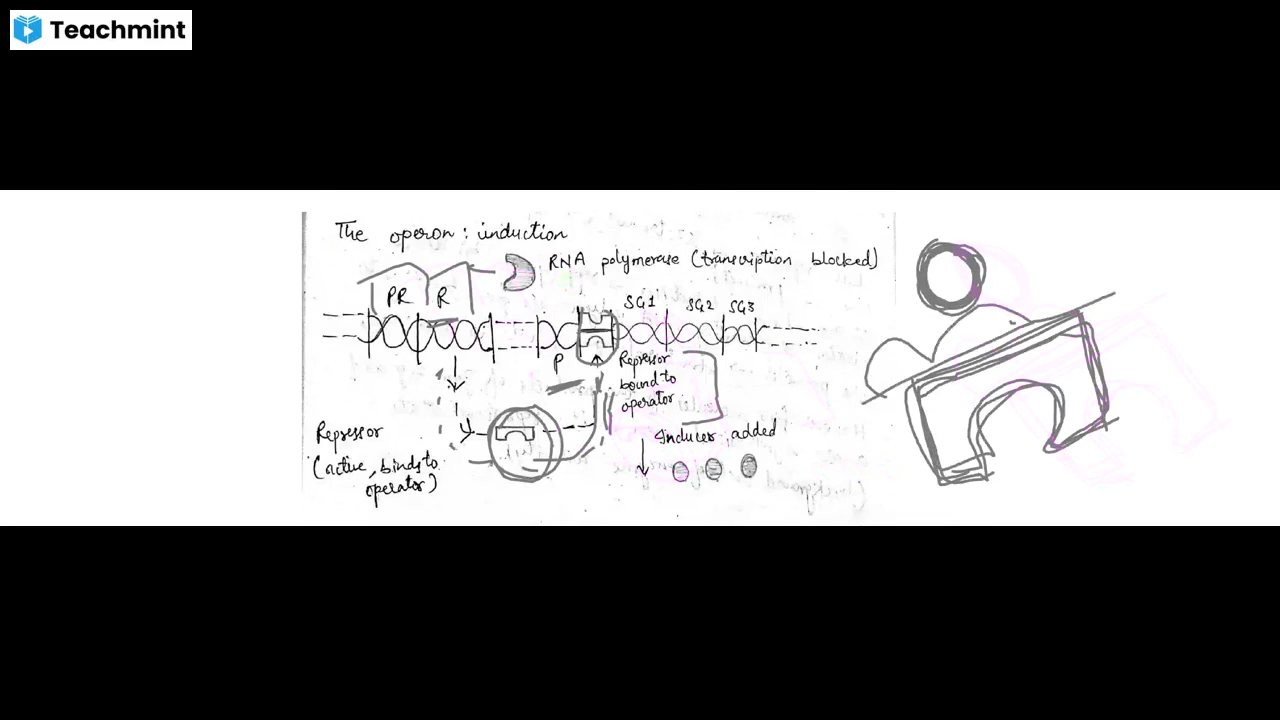 Teachmint
The operon : induction
RNA polymerase (transcription blocked)
PR R
SG1 SG2 SG3
P
Repressor
bound to
operator
Repressor
(active, binds to
operator)
Inducer added